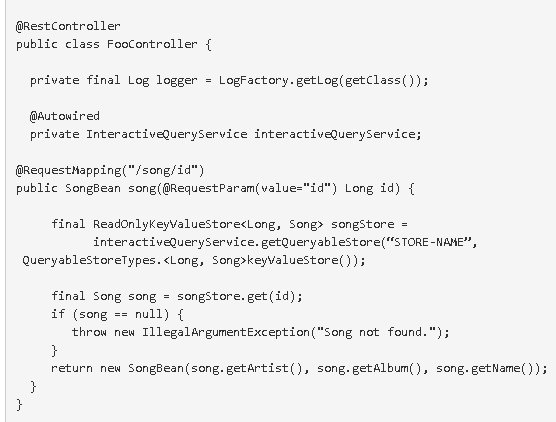 @RestController
public class FooController {
private final Log logger = LogFactory.getLog(getClass());
@Autowired
private InteractiveQueryService interactiveQueryService;
@RequestMapping("/song/id")
public SongBean song(@RequestParam(value="id") Long id) {
final ReadOnlyKeyValueStore<Long, Song> songStore =
interactiveQueryService.getQueryableStore(“STORE-NAME”,
QueryableStoreTypes.<Long, Song>keyValueStore());
final Song song = songStore.get(id);
if (song == null) {
throw new IllegalArgumentException("Song not found.");
}
return new SongBean(song.getArtist(), song.getAlbum(), song.getName());
}
}